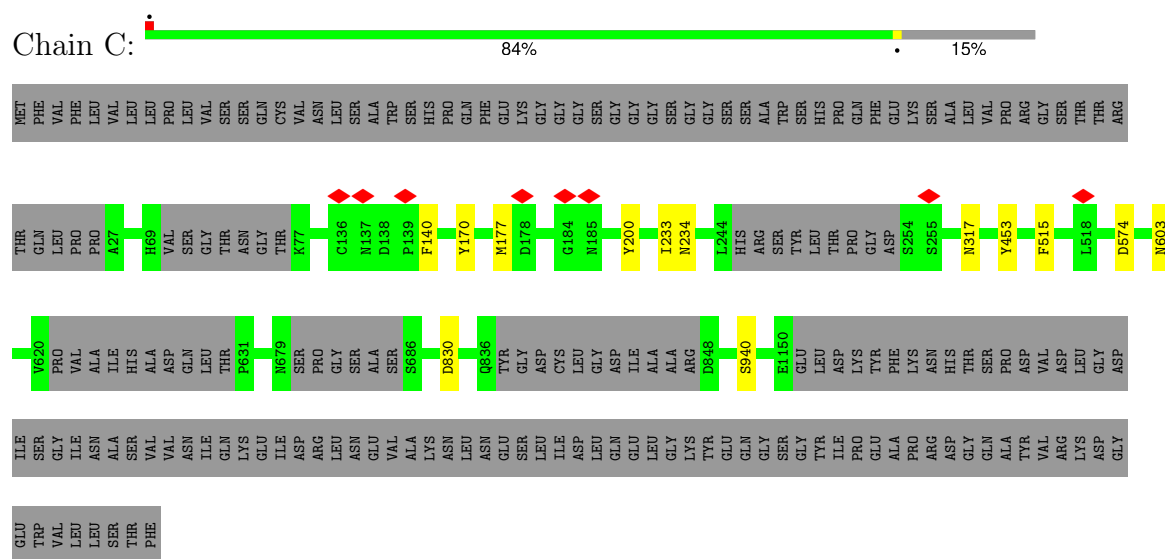 Chain C: 84% 15%
MET PHE VAL PHE LEU VAL LEU LEU PRO LEU VAL SER SER GLN CYS VAL ASN LEU SER ALA TRP SER HIS PRO GLN PHE GLU LYS GLY GLY GLY SER GLY GLY GLY SER GLY GLY SER SER ALA TRP SER HIS PRO GLN PHE GLU LYS SER ALA LEU VAL PRO ARG GLY SER THR THR ARG
THR GLN LEU PRO PRO A27 H69 VAL SER GLY THR ASN GLY THR K77 C136 N137 D138 P139 F140 Y170 M177 D178 G184 N185 Y200 I233 N234 L244 HIS ARG SER TYR LEU THR PRO GLY ASP S254 S255 N317 Y453 F515 L518 D574 N603
V620 PRO VAL ALA ILE HIS ALA ASP GLN LEU THR P631 N679 SER PRO GLY SER ALA SER S686 D830 Q836 TYR GLY ASP CYS LEU GLY ASP ILE ALA ALA ARG D848 S940 E1150 GLU LEU ASP LYS TYR PHE LYS ASN HIS THR SER PRO ASP VAL ASP LEU GLY ASP
ILE SER GLY ILE ASN ALA SER VAL VAL ASN ILE GLN LYS GLU ILE ASP ARG LEU ASN GLU VAL ALA LYS ASN LEU ASN GLU SER LEU ILE ASP LEU GLN GLU LEU GLY LYS TYR GLU GLN GLY SER GLY TYR ILE PRO GLU ALA PRO ARG ASP GLY GLN ALA TYR VAL ARG LYS ASP GLY
GLU TRP VAL LEU LEU SER THR PHE